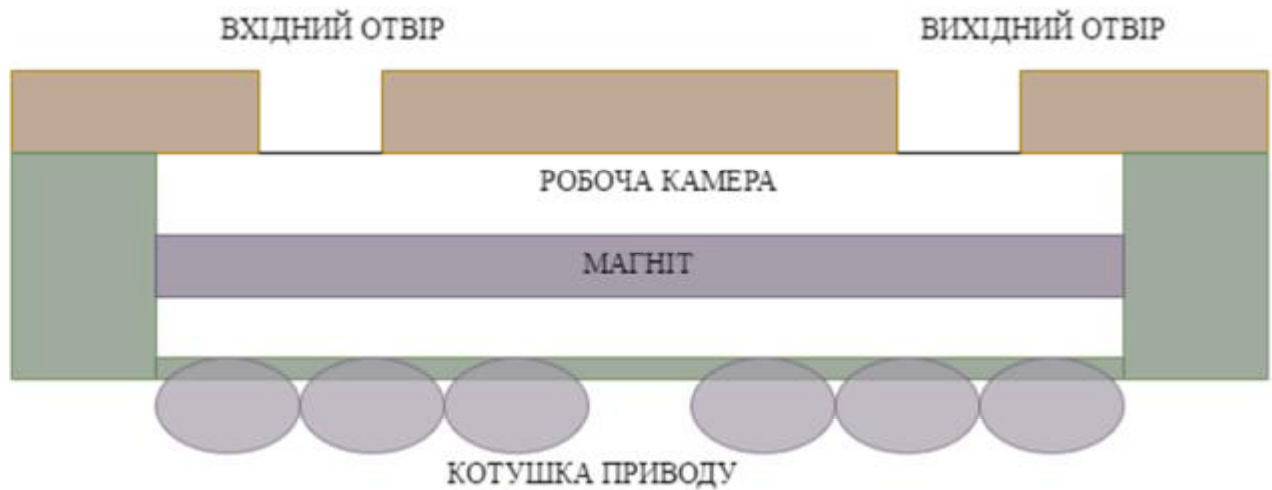 ВХІДНИЙ ОТВІР
ВИХІДНИЙ ОТВІР
РОБОЧА КАМЕРА
МАГНІТ
КОТУШКА ПРИВОДУ